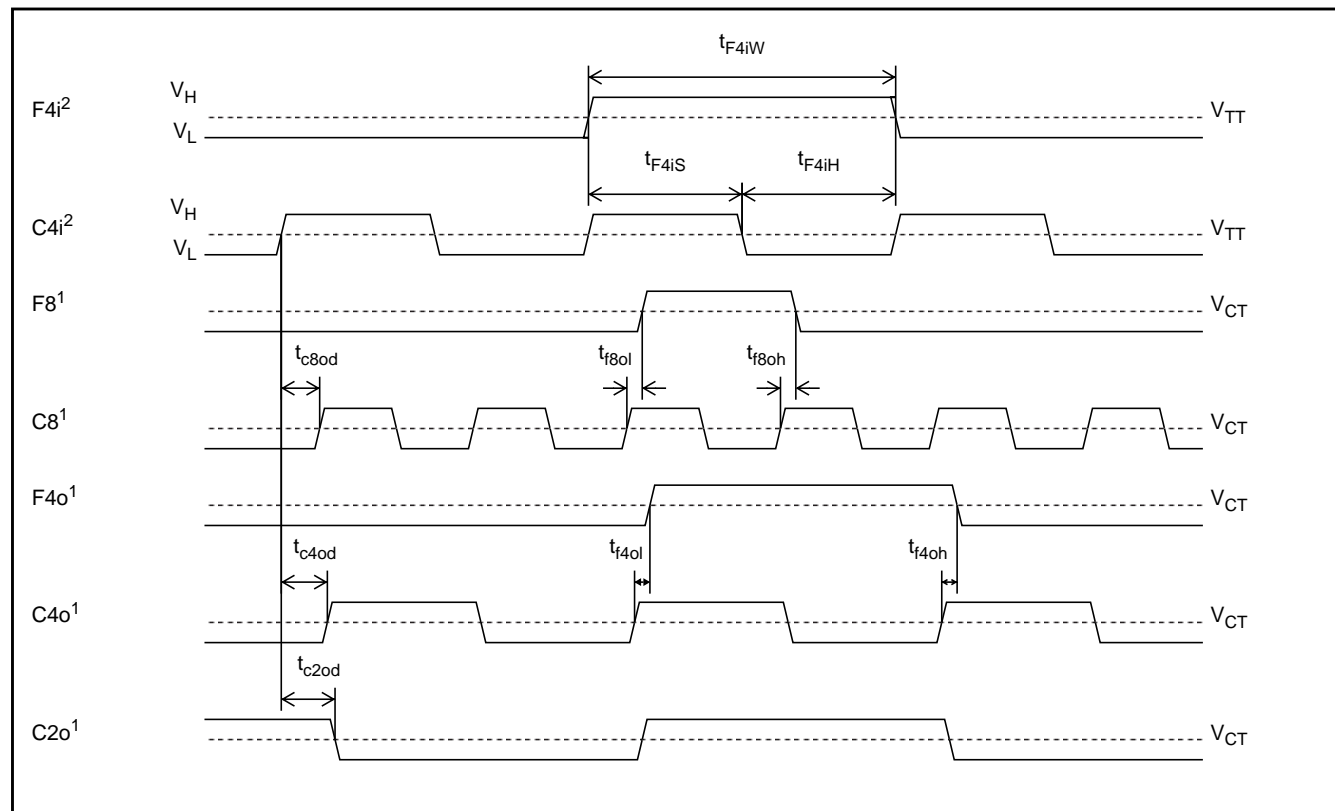 tF4iW
VH
F4i2
VTT
VL
tF4iS
tF4iH
VH
C4i2
VTT
VL
F81
VCT
tc8od
tf8ol
tf8oh
C81
VCT
F4o1
VCT
tc4od
tf4ol
tf4oh
C4o1
VCT
tc2od
C2o1
VCT